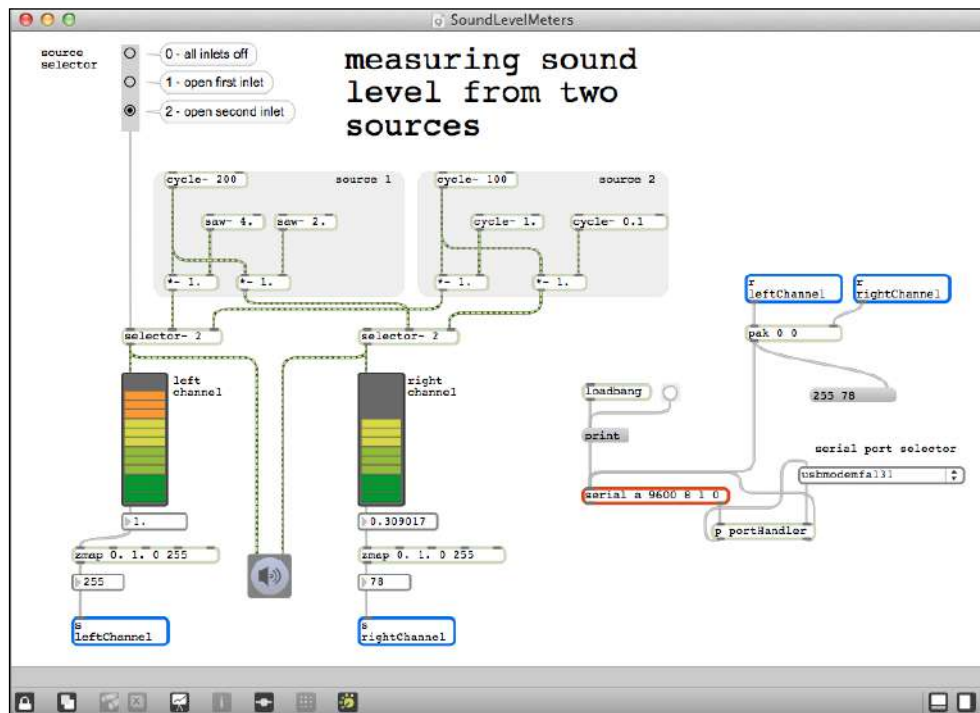 SoundLevelMeters
source
selector
0 - all inlets off
1 - open first inlet
2 - open second inlet
measuring sound
level from two
sources
cycle~ 200
source 1
saw~ 4.
saw~ 2.
*~ 1.
*~ 1.
cycle~ 100
source 2
cycle~ 1.
cycle~ 0.1
*~ 1.
*~ 1.
selector~ 2
selector~ 2
left
channel
right
channel
1.
0.309017
zmap 0. 1. 0 255
zmap 0. 1. 0 255
255
78
s
leftChannel
s
rightChannel
r
leftChannel
r
rightChannel
pak 0 0
255 78
loadbang
print
serial port selector
usbmodemfa131
serial a 9600 8 1 0
p portHandler